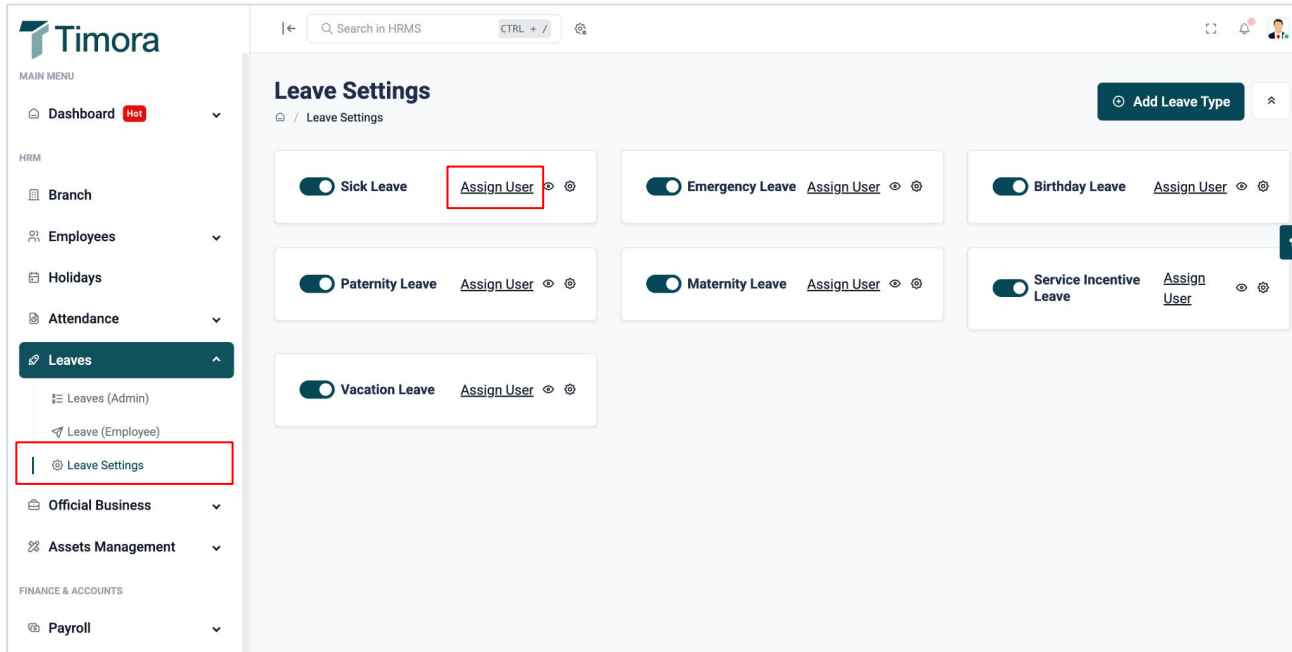 Timora
Search in HRMS
CTRL + /
MAIN MENU
Dashboard Hot
HRM
Branch
Employees
Holidays
Attendance
Leaves
Leaves (Admin)
Leave (Employee)
Leave Settings
Official Business
Assets Management
FINANCE & ACCOUNTS
Payroll
Leave Settings
/ Leave Settings
Add Leave Type
Sick Leave Assign User
Emergency Leave Assign User
Birthday Leave Assign User
Paternity Leave Assign User
Maternity Leave Assign User
Service Incentive
Leave
Assign
User
Vacation Leave Assign User